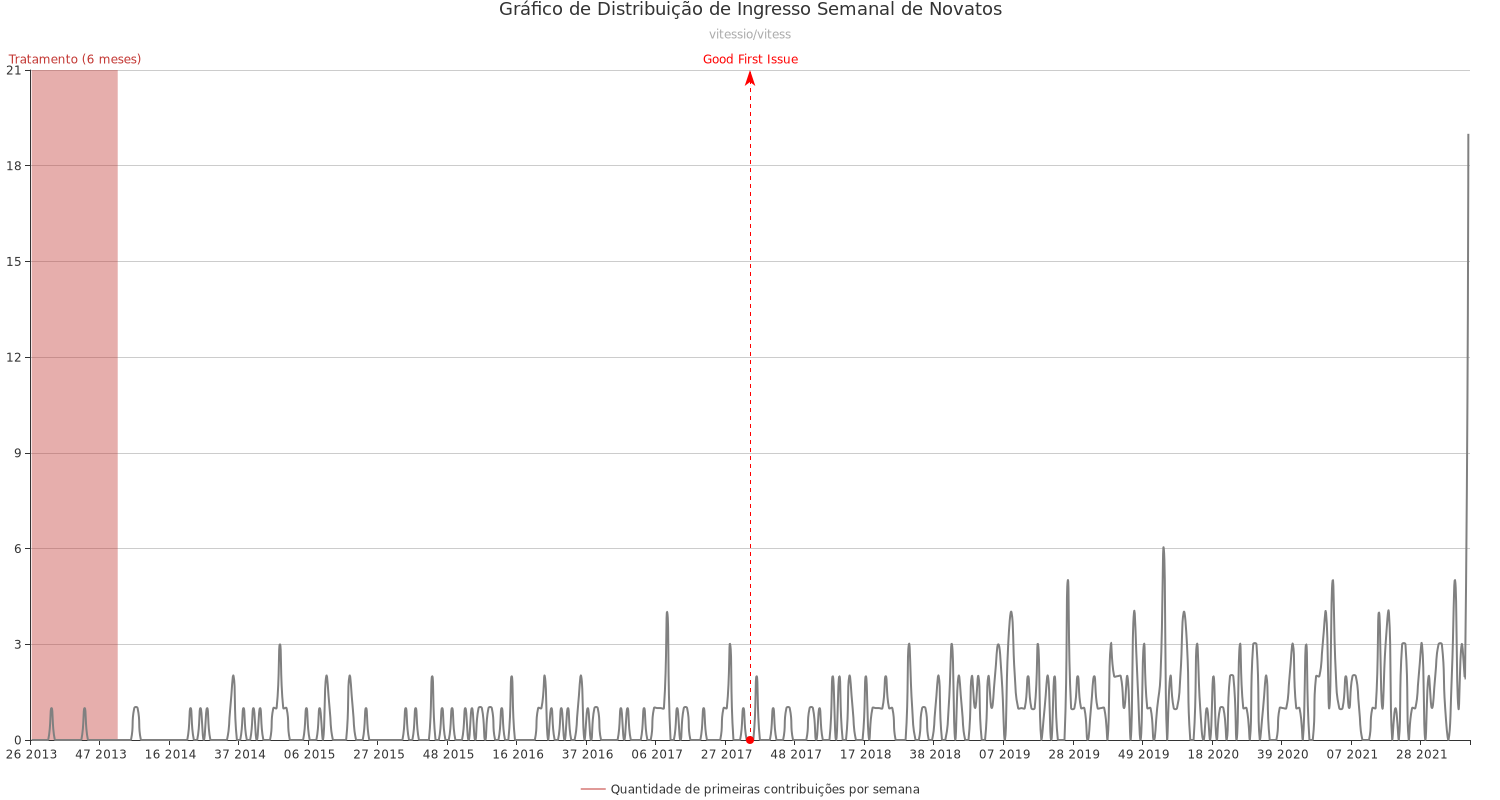 Gráfico de Distribuição de Ingresso Semanal de Novatos
vitessio/vitess
Tratamento (6 meses)
Good First Issue
21
18
15
12
9
6
3
0
26 2013 47 2013 16 2014 37 2014 06 2015 27 2015 48 2015 16 2016 37 2016 06 2017 27 2017 48 2017 17 2018 38 2018 07 2019 28 2019 49 2019 18 2020 39 2020 07 2021 28 2021
Quantidade de primeiras contribuições por semana